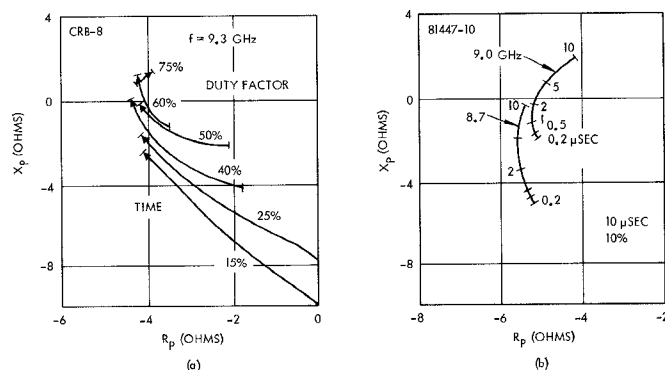 CRB-8
f = 9.3 GHz
75%
DUTY FACTOR
60%
50%
40%
25%
15%
TIME
4
0
-4
-8
-6
-4
-2
0
X_P (OHMS)
R_P (OHMS)
(a)
81447-10
9.0 GHz
10
5
2
1
0.5
0.2 μSEC
8.7
10
2
0.2
10 μSEC
10%
4
0
-4
-8
-6
-4
-2
X_P (OHMS)
R_P (OHMS)
(b)